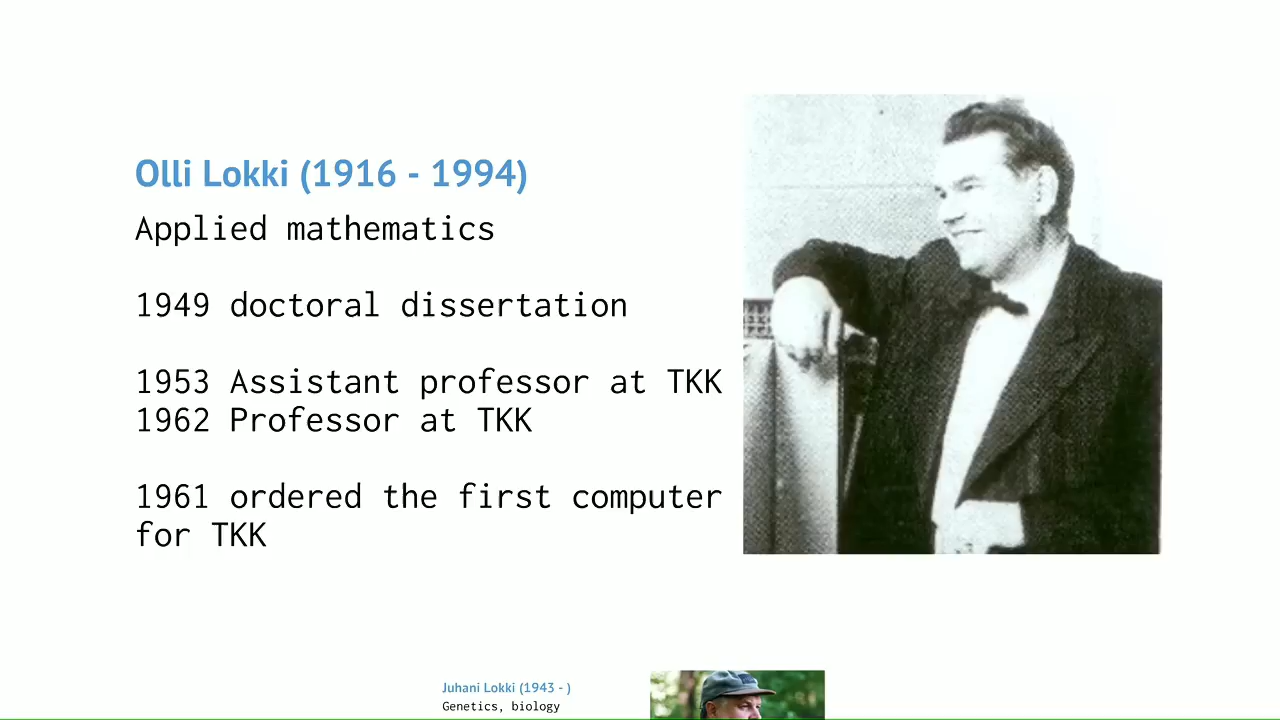 Olli Lokki (1916 - 1994)
Applied mathematics
1949 doctoral dissertation
1953 Assistant professor at TKK
1962 Professor at TKK
1961 ordered the first computer
for TKK
Juhani Lokki (1943 - )
Genetics, biology